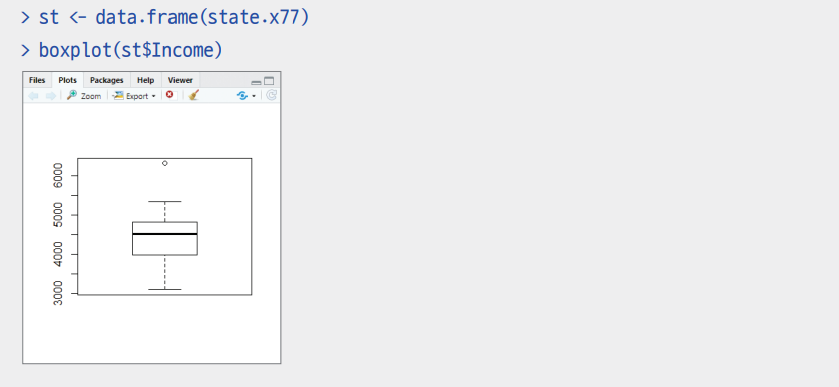 > st <- data.frame(state.x77)
> boxplot(st$Income)
Files Plots Packages Help Viewer
Zoom Export
6000
5000
4000
3000